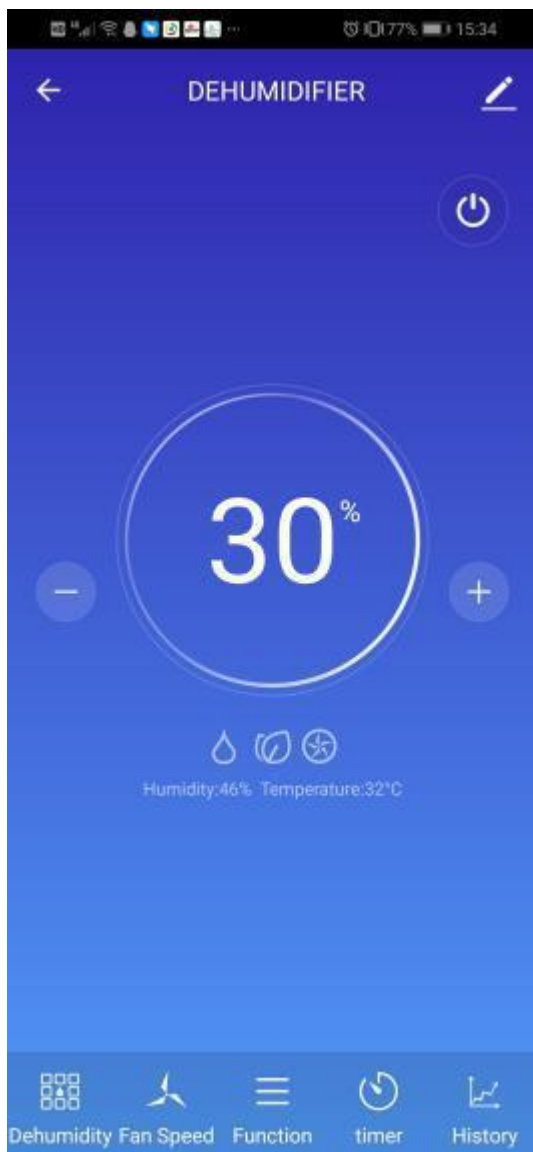 77% 15:34
DEHUMIDIFIER
30%
Humidity:46% Temperature:32°C
Dehumidity Fan Speed Function timer History